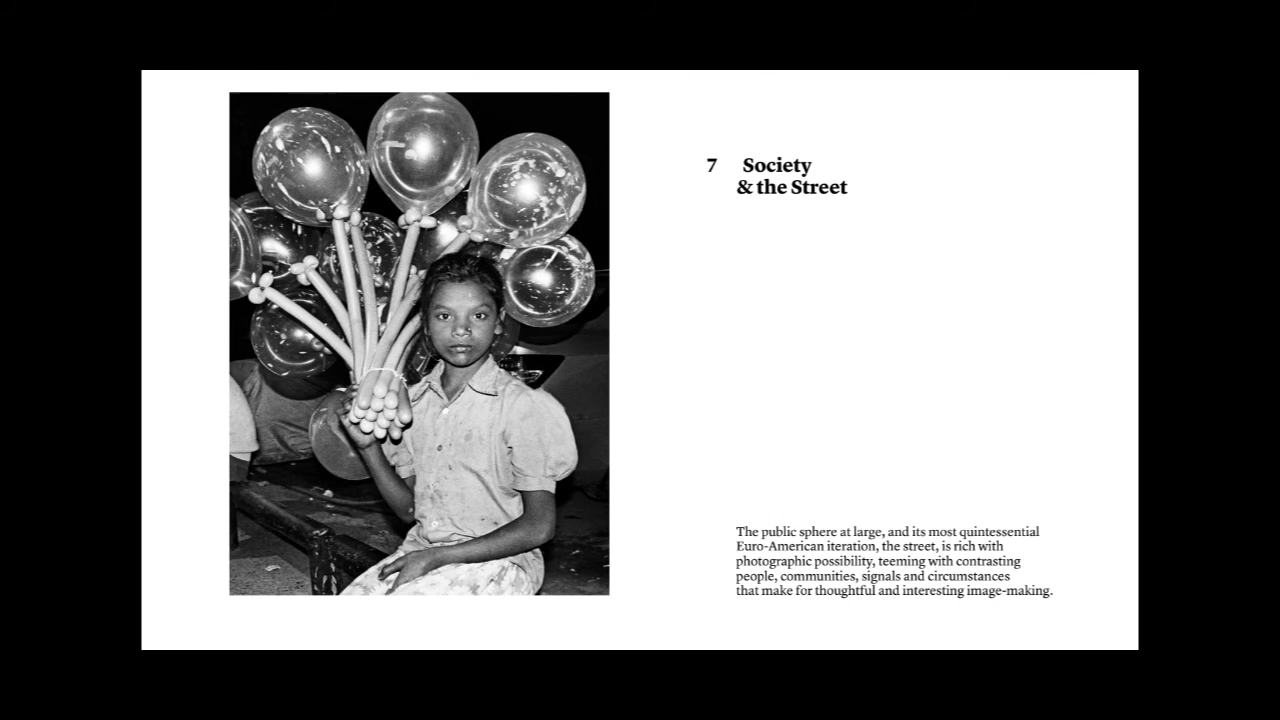 7 Society
& the Street
The public sphere at large, and its most quintessential
Euro-American iteration, the street, is rich with
photographic possibility, teeming with contrasting
people, communities, signals and circumstances
that make for thoughtful and interesting image-making.